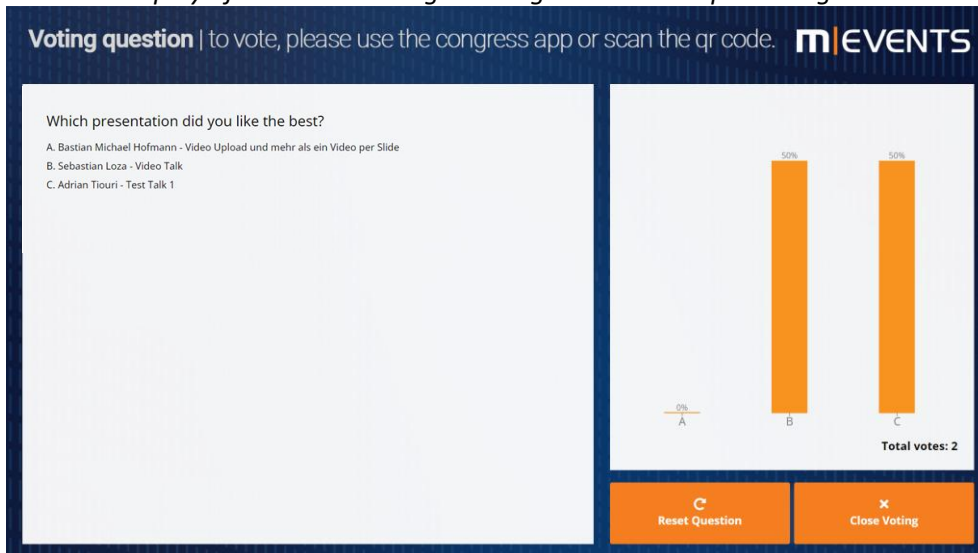 Voting question | to vote, please use the congress app or scan the qr code.
m|EVENTS
Which presentation did you like the best?
A. Bastian Michael Hofmann - Video Upload und mehr als ein Video per Slide
B. Sebastian Loza - Video Talk
C. Adrian Tiouri - Test Talk 1
50%
50%
0%
A
B
C
Total votes: 2
Reset Question
Close Voting